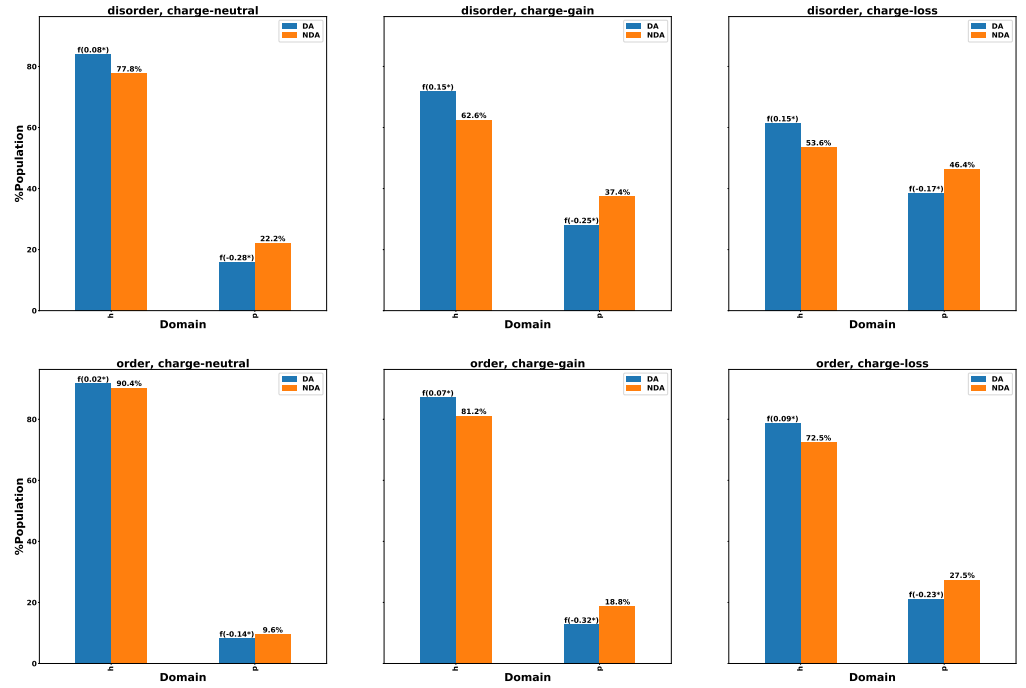 disorder, charge-neutral
%Population
0
20
40
60
80
f(0.08*)
77.8%
f(-0.28*)
22.2%
DA
NDA
h
p
Domain
disorder, charge-gain
f(0.15*)
62.6%
f(-0.25*)
37.4%
DA
NDA
h
p
Domain
disorder, charge-loss
f(0.15*)
53.6%
f(-0.17*)
46.4%
DA
NDA
h
p
Domain
order, charge-neutral
%Population
0
20
40
60
80
f(0.02*)
90.4%
f(-0.14*)
9.6%
DA
NDA
h
p
Domain
order, charge-gain
f(0.07*)
81.2%
f(-0.32*)
18.8%
DA
NDA
h
p
Domain
order, charge-loss
f(0.09*)
72.5%
f(-0.23*)
27.5%
DA
NDA
h
p
Domain